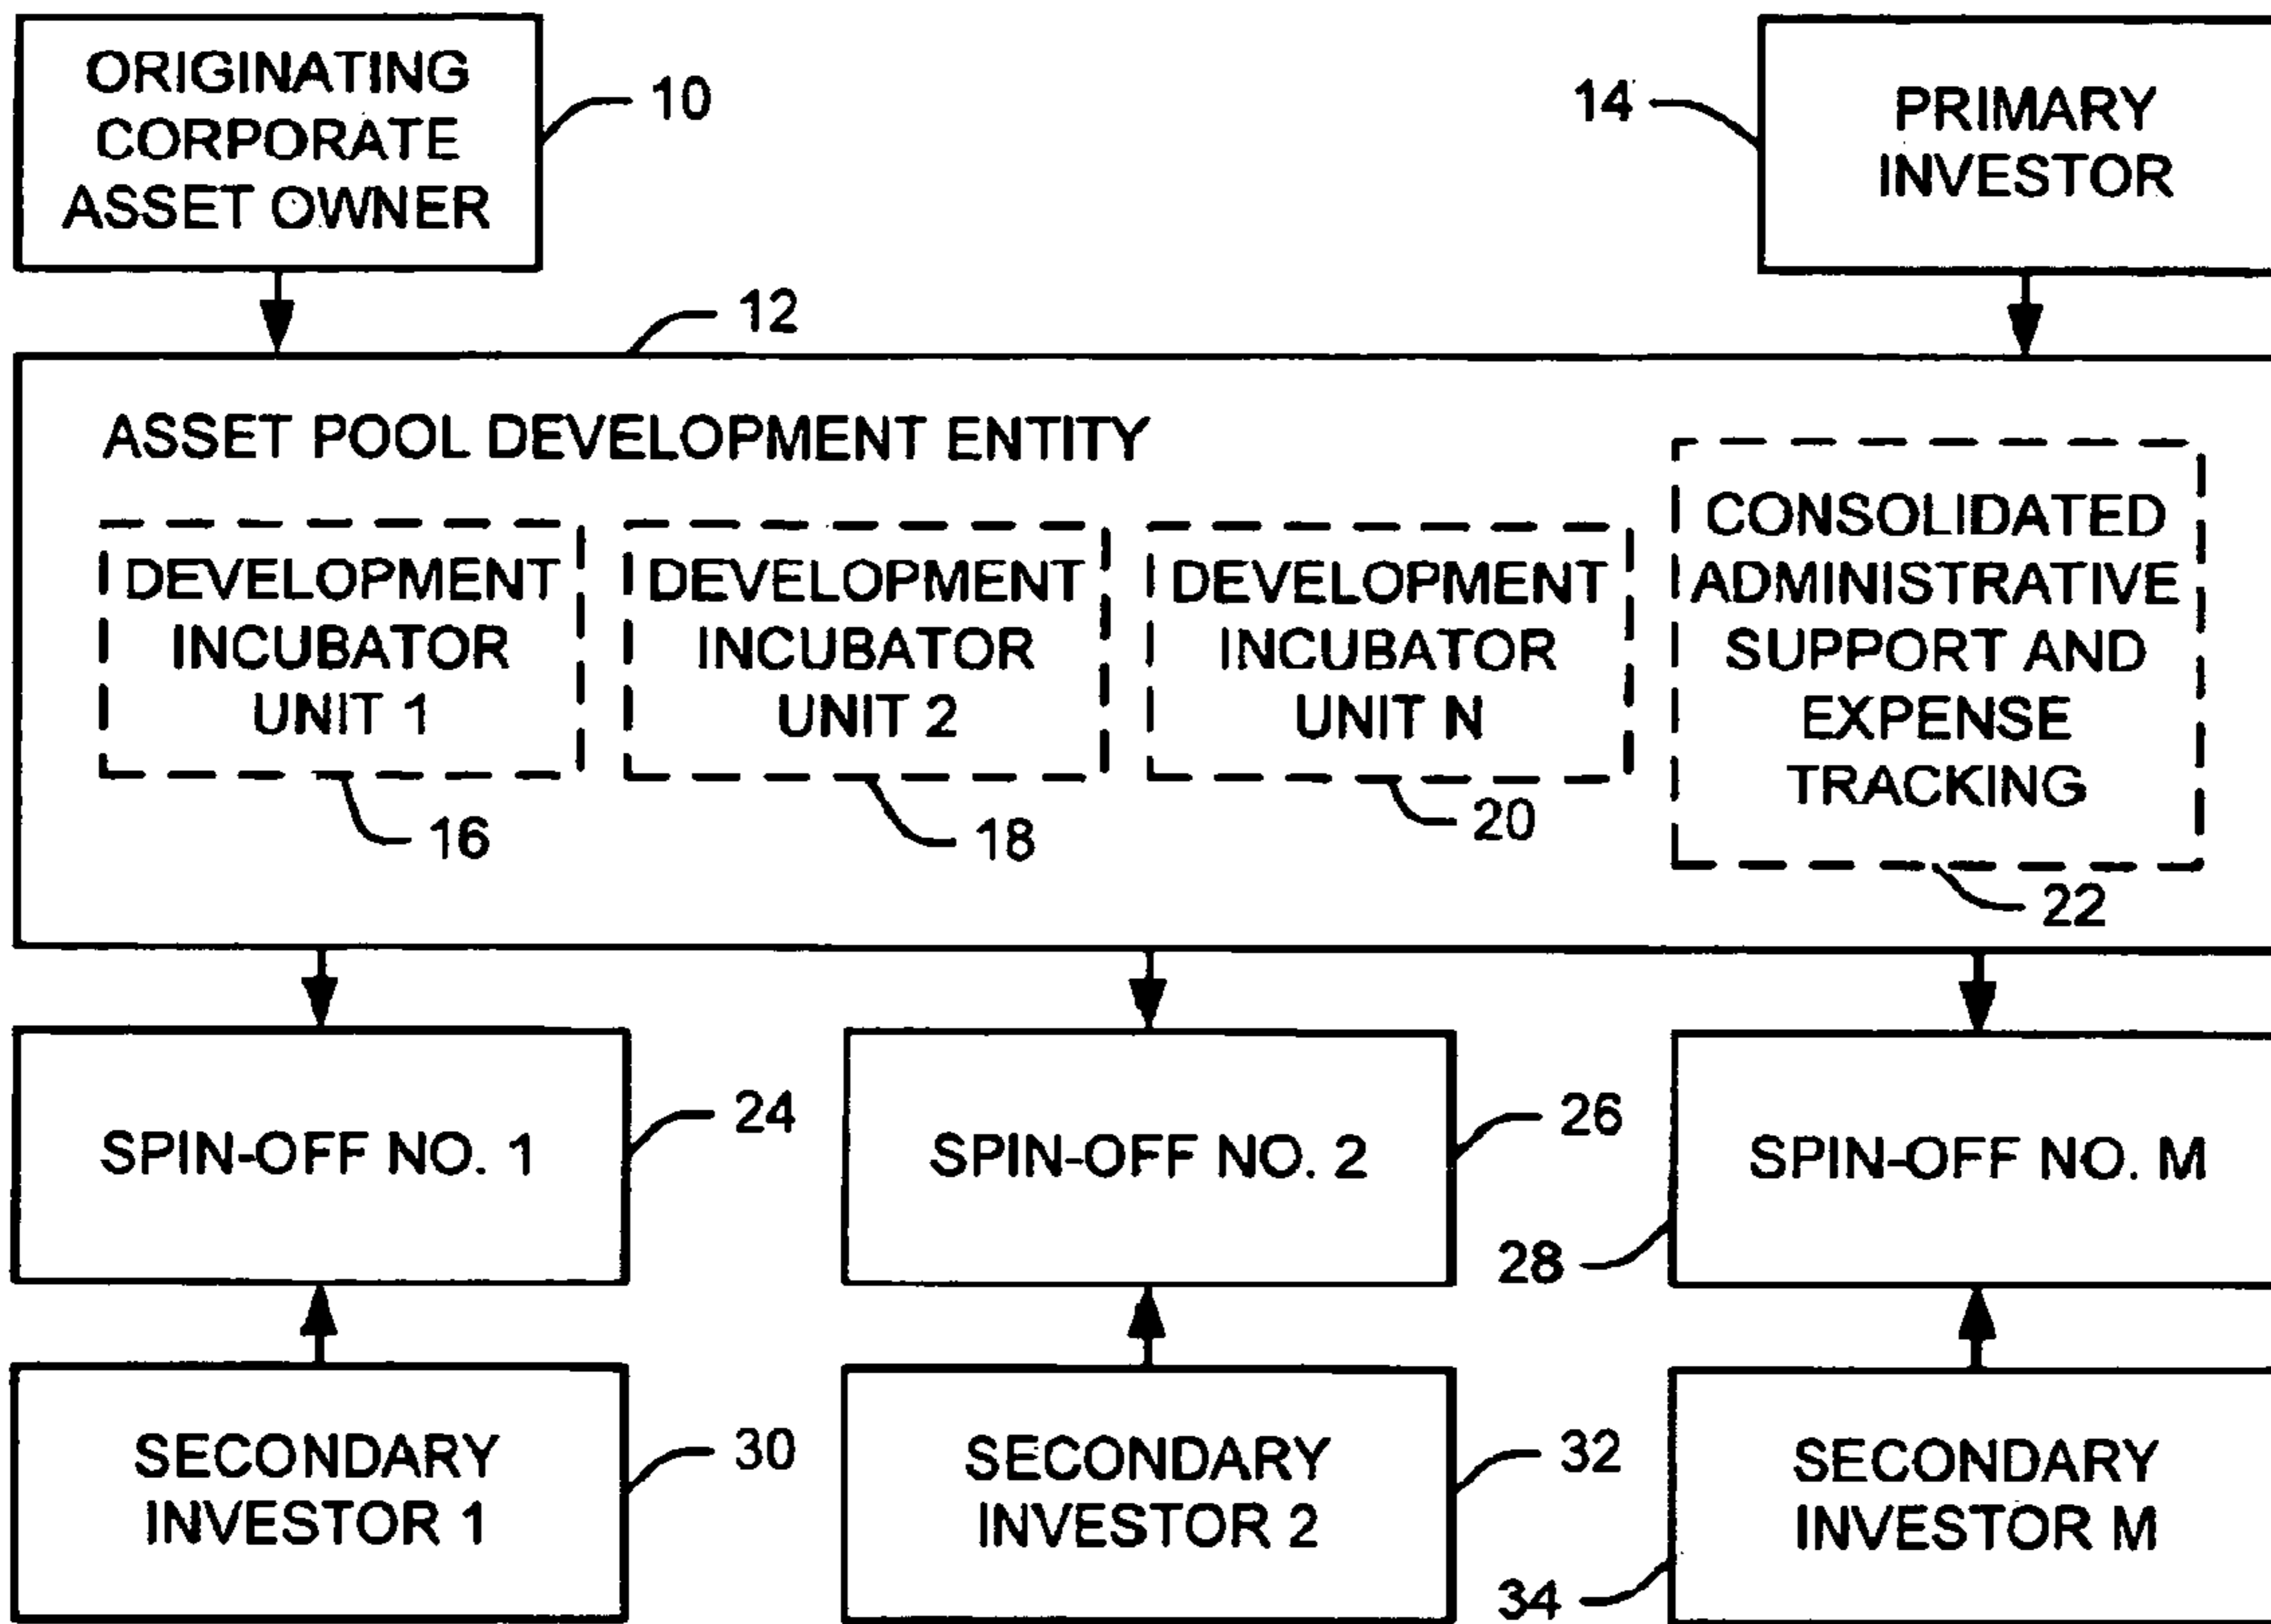 ORIGINATING
CORPORATE
ASSET OWNER
10
14
PRIMARY
INVESTOR
12
ASSET POOL DEVELOPMENT ENTITY
DEVELOPMENT
INCUBATOR
UNIT 1
16
DEVELOPMENT
INCUBATOR
UNIT 2
18
DEVELOPMENT
INCUBATOR
UNIT N
20
CONSOLIDATED
ADMINISTRATIVE
SUPPORT AND
EXPENSE
TRACKING
22
SPIN-OFF NO. 1
24
SPIN-OFF NO. 2
26
SPIN-OFF NO. M
28
SECONDARY
INVESTOR 1
30
SECONDARY
INVESTOR 2
32
SECONDARY
INVESTOR M
34